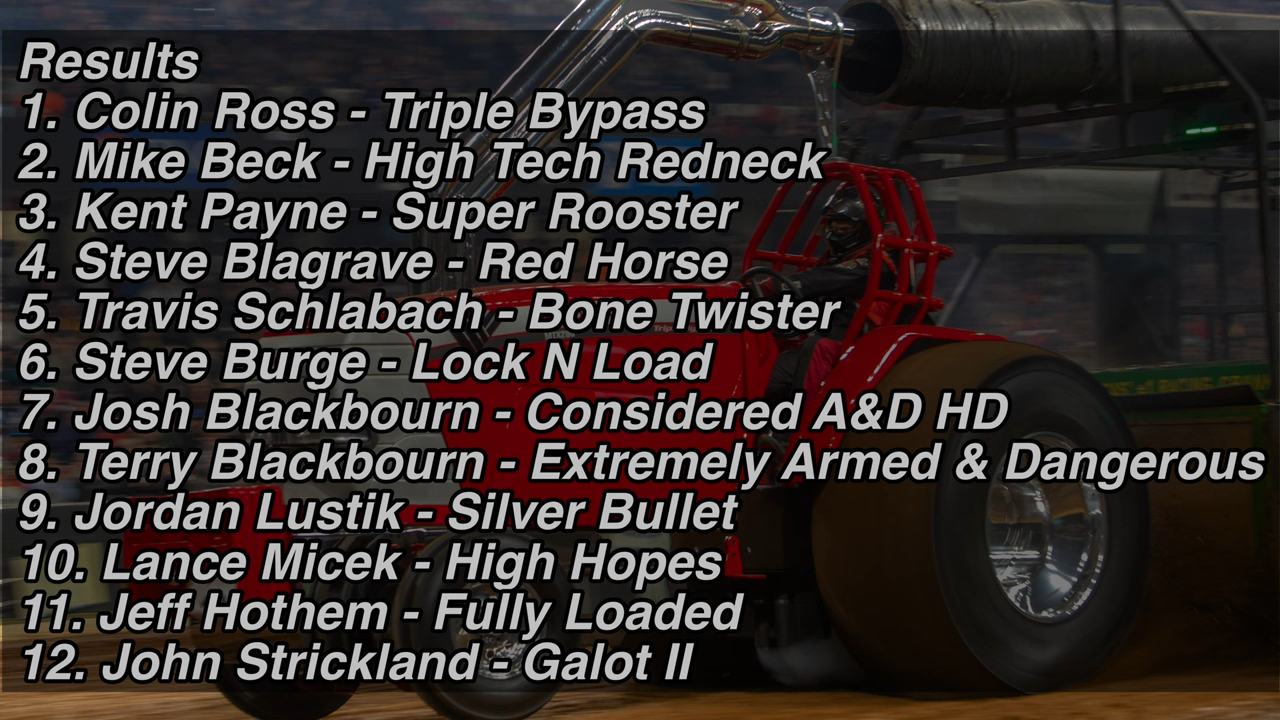 Results
1. Colin Ross - Triple Bypass
2. Mike Beck - High Tech Redneck
3. Kent Payne - Super Rooster
4. Steve Blagrave - Red Horse
5. Travis Schlabach - Bone Twister
6. Steve Burge - Lock N Load
7. Josh Blackbourn - Considered A&D HD
8. Terry Blackbourn - Extremely Armed & Dangerous
9. Jordan Lustik - Silver Bullet
10. Lance Micek - High Hopes
11. Jeff Hothem - Fully Loaded
12. John Strickland - Galot II